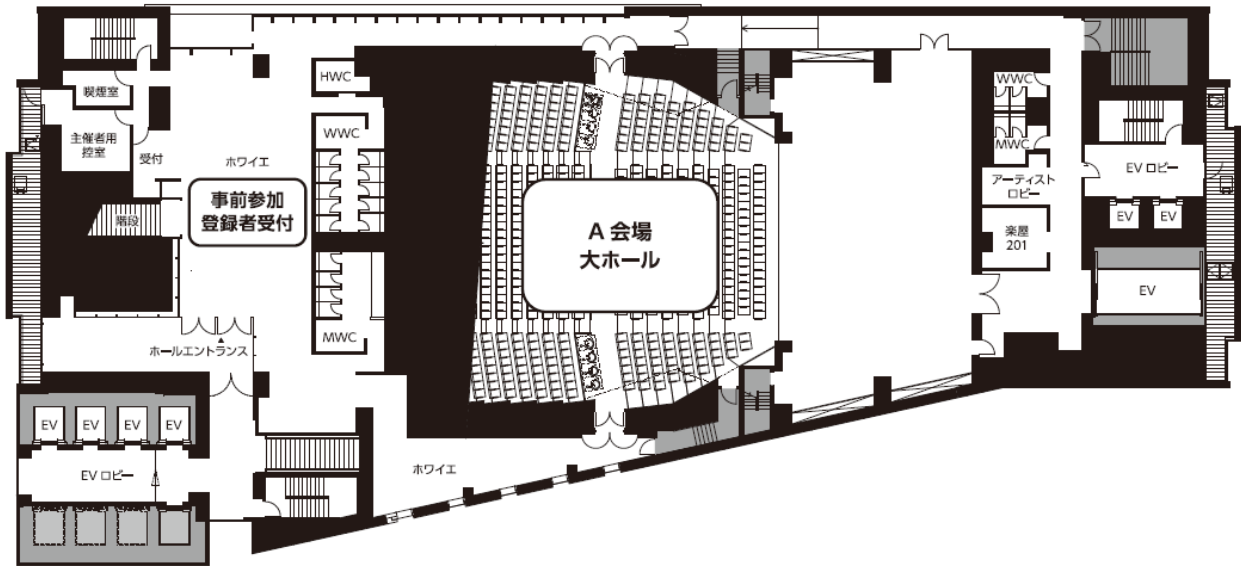 HWC
喫煙室
WWC
主催者用
控室
受付
ホワイエ
事前参加
登録者受付
階段
MWC
ホールエントランス
EV
EV
EV
EV
EV ロビー
ホワイエ
A 会場
大ホール
WWC
MWC
アーティスト
ロビー
楽屋
201
EV ロビー
EV
EV
EV